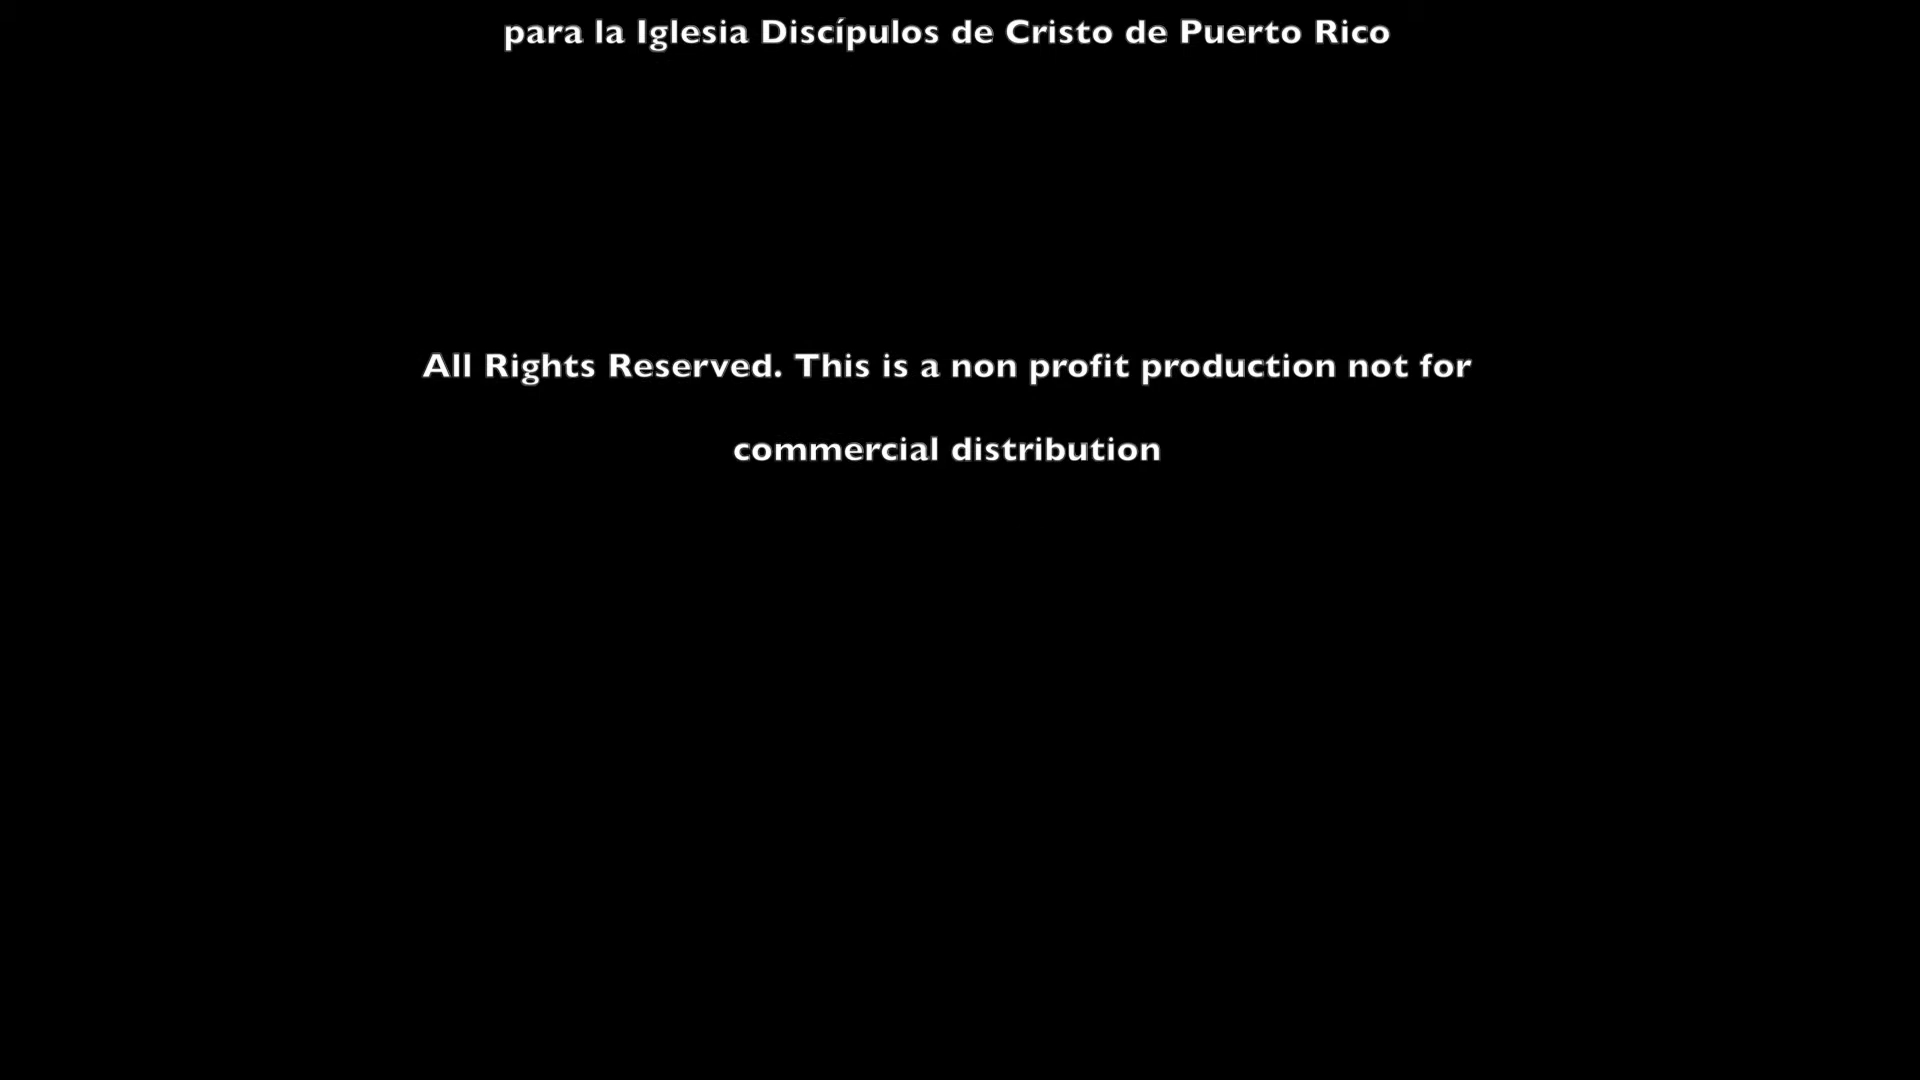 para la Iglesia Discípulos de Cristo de Puerto Rico
All Rights Reserved. This is a non profit production not for
commercial distribution